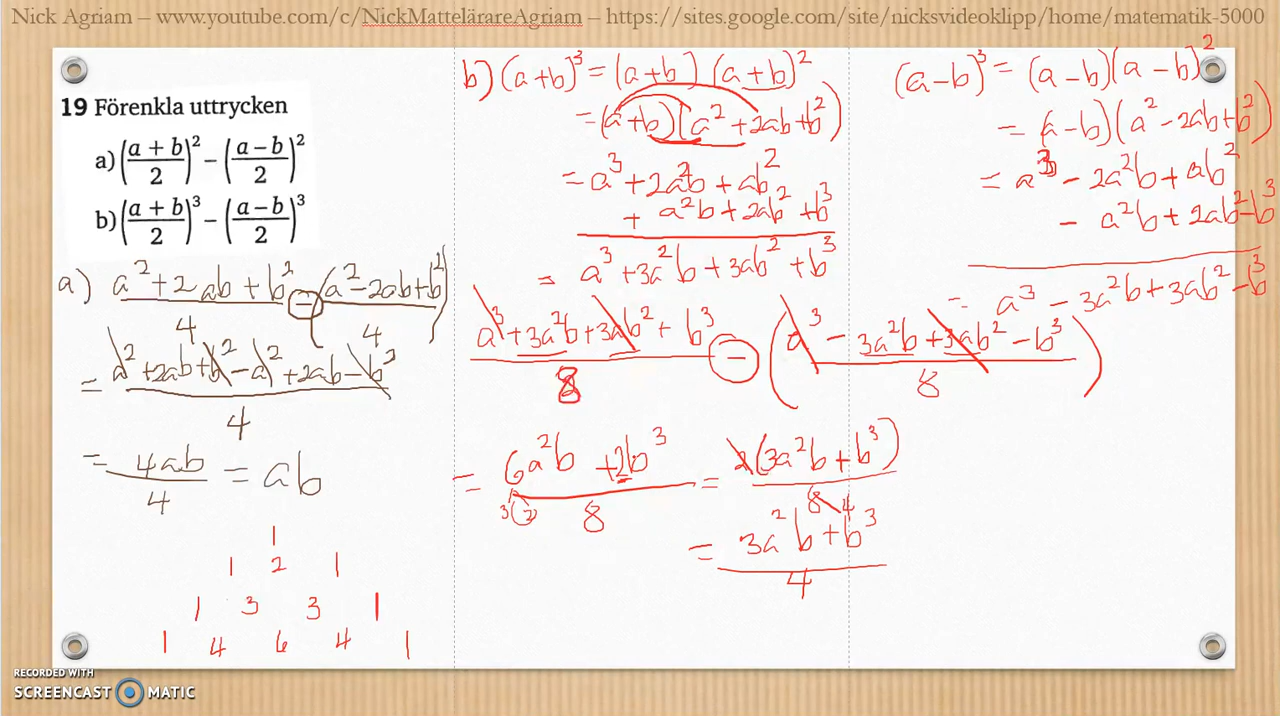 Nick Agriam – www.youtube.com/c/NickMattelärareAgriam – https://sites.google.com/site/nicksvideoklipp/home/matematik-5000
19 Förenkla uttrycken
a) ((a + b)/2)² − ((a − b)/2)²
b) ((a + b)/2)³ − ((a − b)/2)³
a) (a² + 2ab + b²)/4 − (a² − 2ab + b²)/4
= (a² + 2ab + b² − a² + 2ab − b²)/4
= 4ab/4 = ab
1
1 2 1
1 3 3 1
1 4 6 4 1
b) (a+b)³ = (a+b)(a+b)²
= (a+b)(a² + 2ab + b²)
= a³ + 2a²b + ab²
+ a²b + 2ab² + b³
= a³ + 3a²b + 3ab² + b³
(a−b)³ = (a−b)(a−b)²
= (a−b)(a² − 2ab + b²)
= a³ − 2a²b + ab²
− a²b + 2ab² − b³
= a³ − 3a²b + 3ab² − b³
(a³ + 3a²b + 3ab² + b³)/8 − ((a³ − 3a²b + 3ab² − b³)/8)
= (6a²b + 2b³)/8 = 2(3a²b + b³)/8 4
3 2
= (3a²b + b³)/4
RECORDED WITH
SCREENCAST MATIC